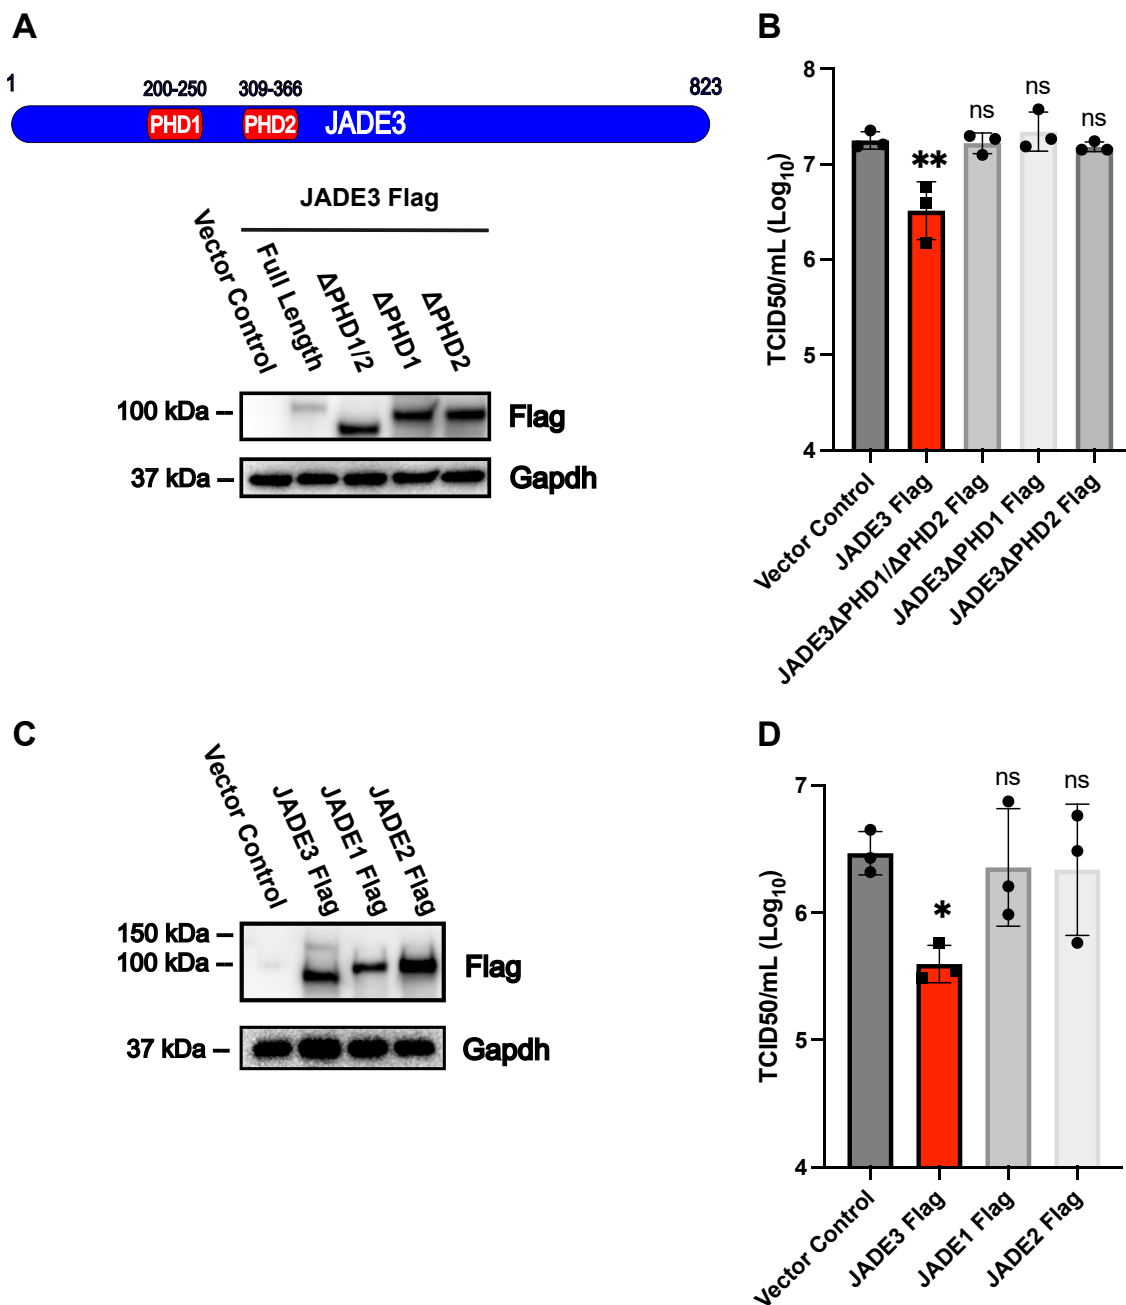 A
1
200-250
309-366
823
PHD1
PHD2
JADE3
JADE3 Flag
Vector Control
Full Length
ΔPHD1/2
ΔPHD1
ΔPHD2
100 kDa
Flag
37 kDa
Gapdh
B
TCID50/mL (Log10)
8
7
6
5
4
**
ns
ns
ns
Vector Control
JADE3 Flag
JADE3ΔPHD1/ΔPHD2 Flag
JADE3ΔPHD1 Flag
JADE3ΔPHD2 Flag
C
Vector Control
JADE3 Flag
JADE1 Flag
JADE2 Flag
150 kDa
100 kDa
Flag
37 kDa
Gapdh
D
TCID50/mL (Log10)
7
6
5
4
*
ns
ns
Vector Control
JADE3 Flag
JADE1 Flag
JADE2 Flag